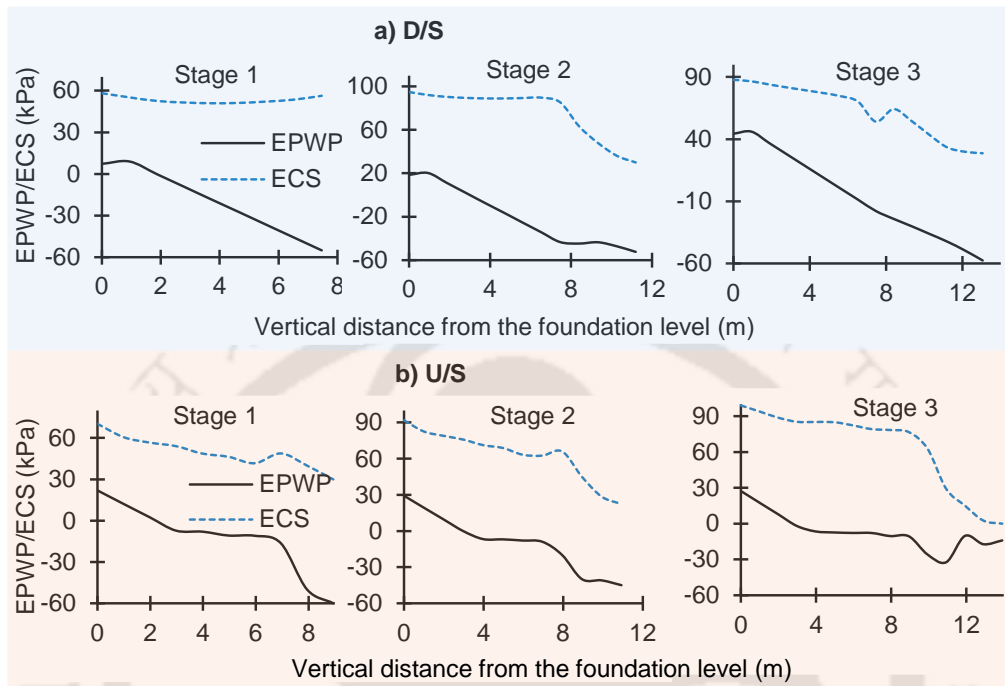 a) D/S
EPWP/ECS (kPa)
Stage 1
60
30
0
-30
-60
0 2 4 6 8
EPWP
ECS
Stage 2
100
60
20
-20
-60
0 4 8 12
Stage 3
90
40
-10
-60
0 4 8 12
Vertical distance from the foundation level (m)
b) U/S
EPWP/ECS (kPa)
Stage 1
60
30
0
-30
-60
0 2 4 6 8
EPWP
ECS
Stage 2
90
60
30
0
-30
-60
0 4 8 12
Stage 3
90
60
30
0
-30
-60
0 4 8 12
Vertical distance from the foundation level (m)